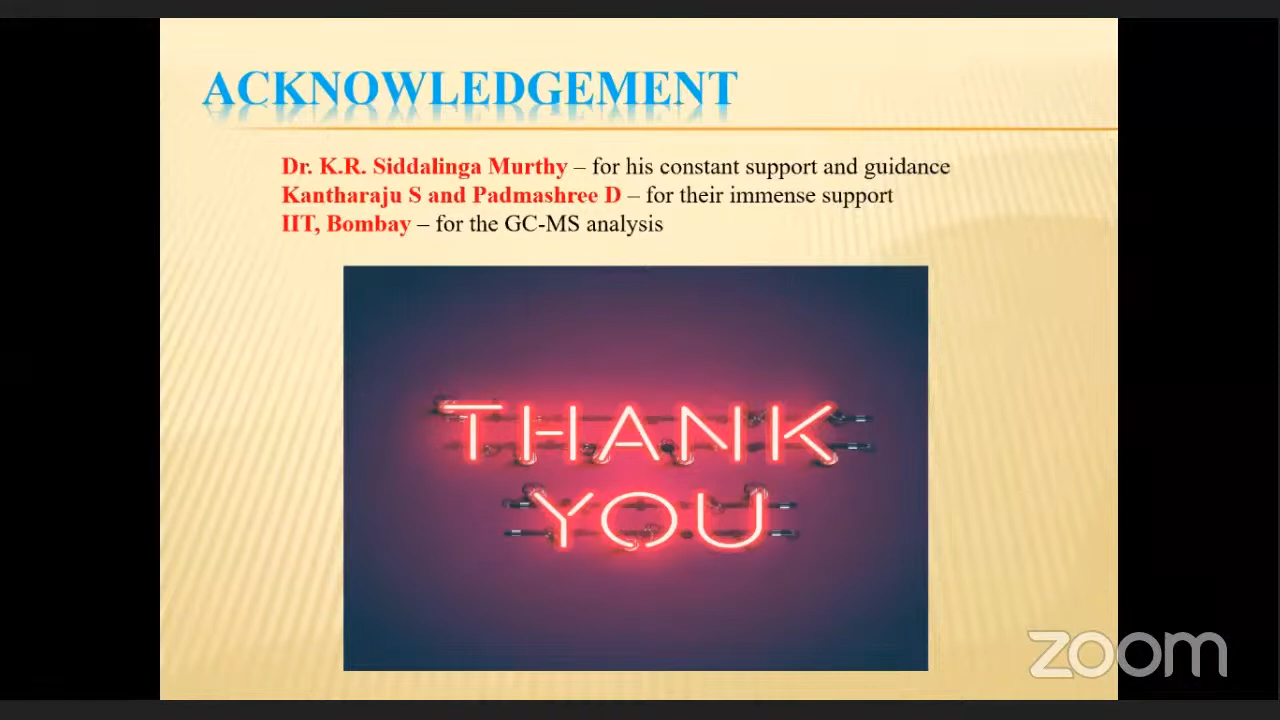 ACKNOWLEDGEMENT
Dr. K.R. Siddalinga Murthy – for his constant support and guidance
Kantharaju S and Padmashree D – for their immense support
IIT, Bombay – for the GC-MS analysis
THANK
YOU
zoom